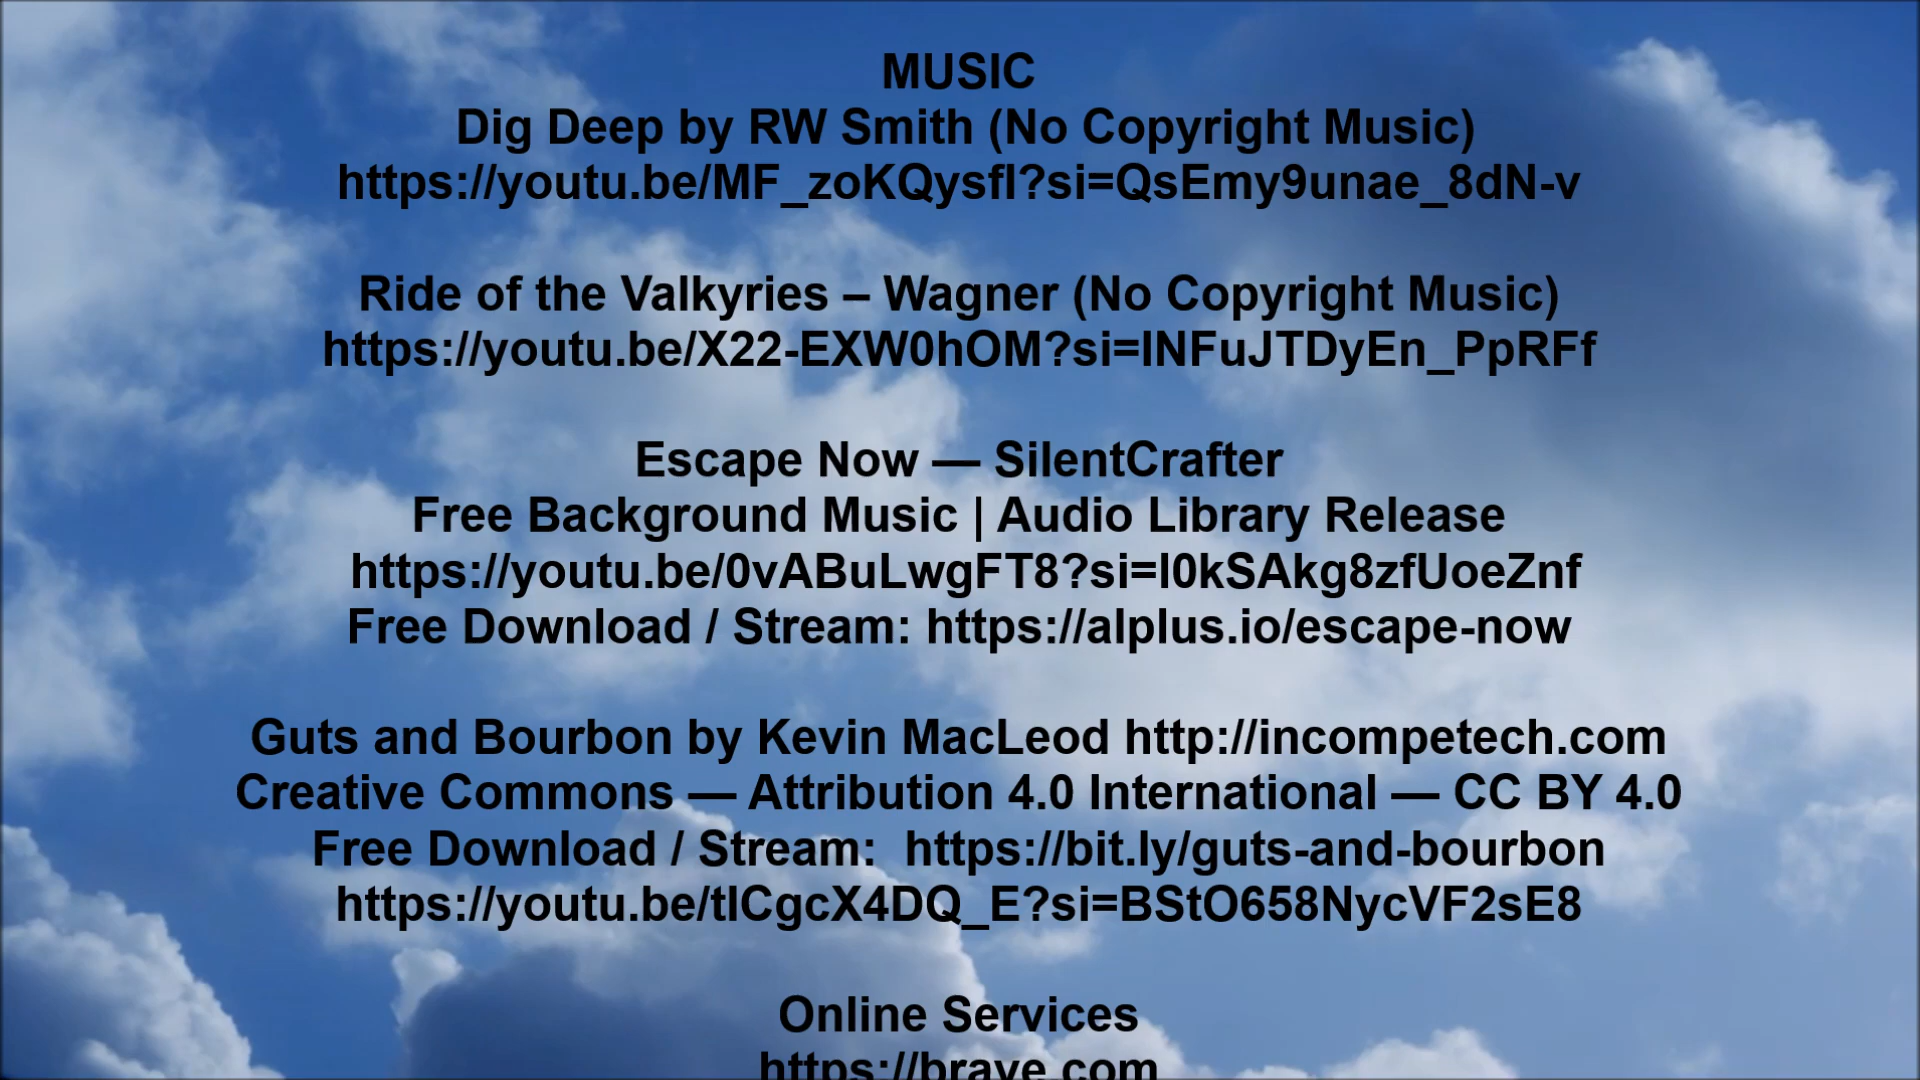 MUSIC
Dig Deep by RW Smith (No Copyright Music)
https://youtu.be/MF_zoKQysfI?si=QsEmy9unae_8dN-v
Ride of the Valkyries – Wagner (No Copyright Music)
https://youtu.be/X22-EXW0hOM?si=lNFuJTDyEn_PpRFf
Escape Now — SilentCrafter
Free Background Music | Audio Library Release
https://youtu.be/0vABuLwgFT8?si=l0kSAkg8zfUoeZnf
Free Download / Stream: https://alplus.io/escape-now
Guts and Bourbon by Kevin MacLeod http://incompetech.com
Creative Commons — Attribution 4.0 International — CC BY 4.0
Free Download / Stream:  https://bit.ly/guts-and-bourbon
https://youtu.be/tICgcX4DQ_E?si=BStO658NycVF2sE8
Online Services
https://brave.com